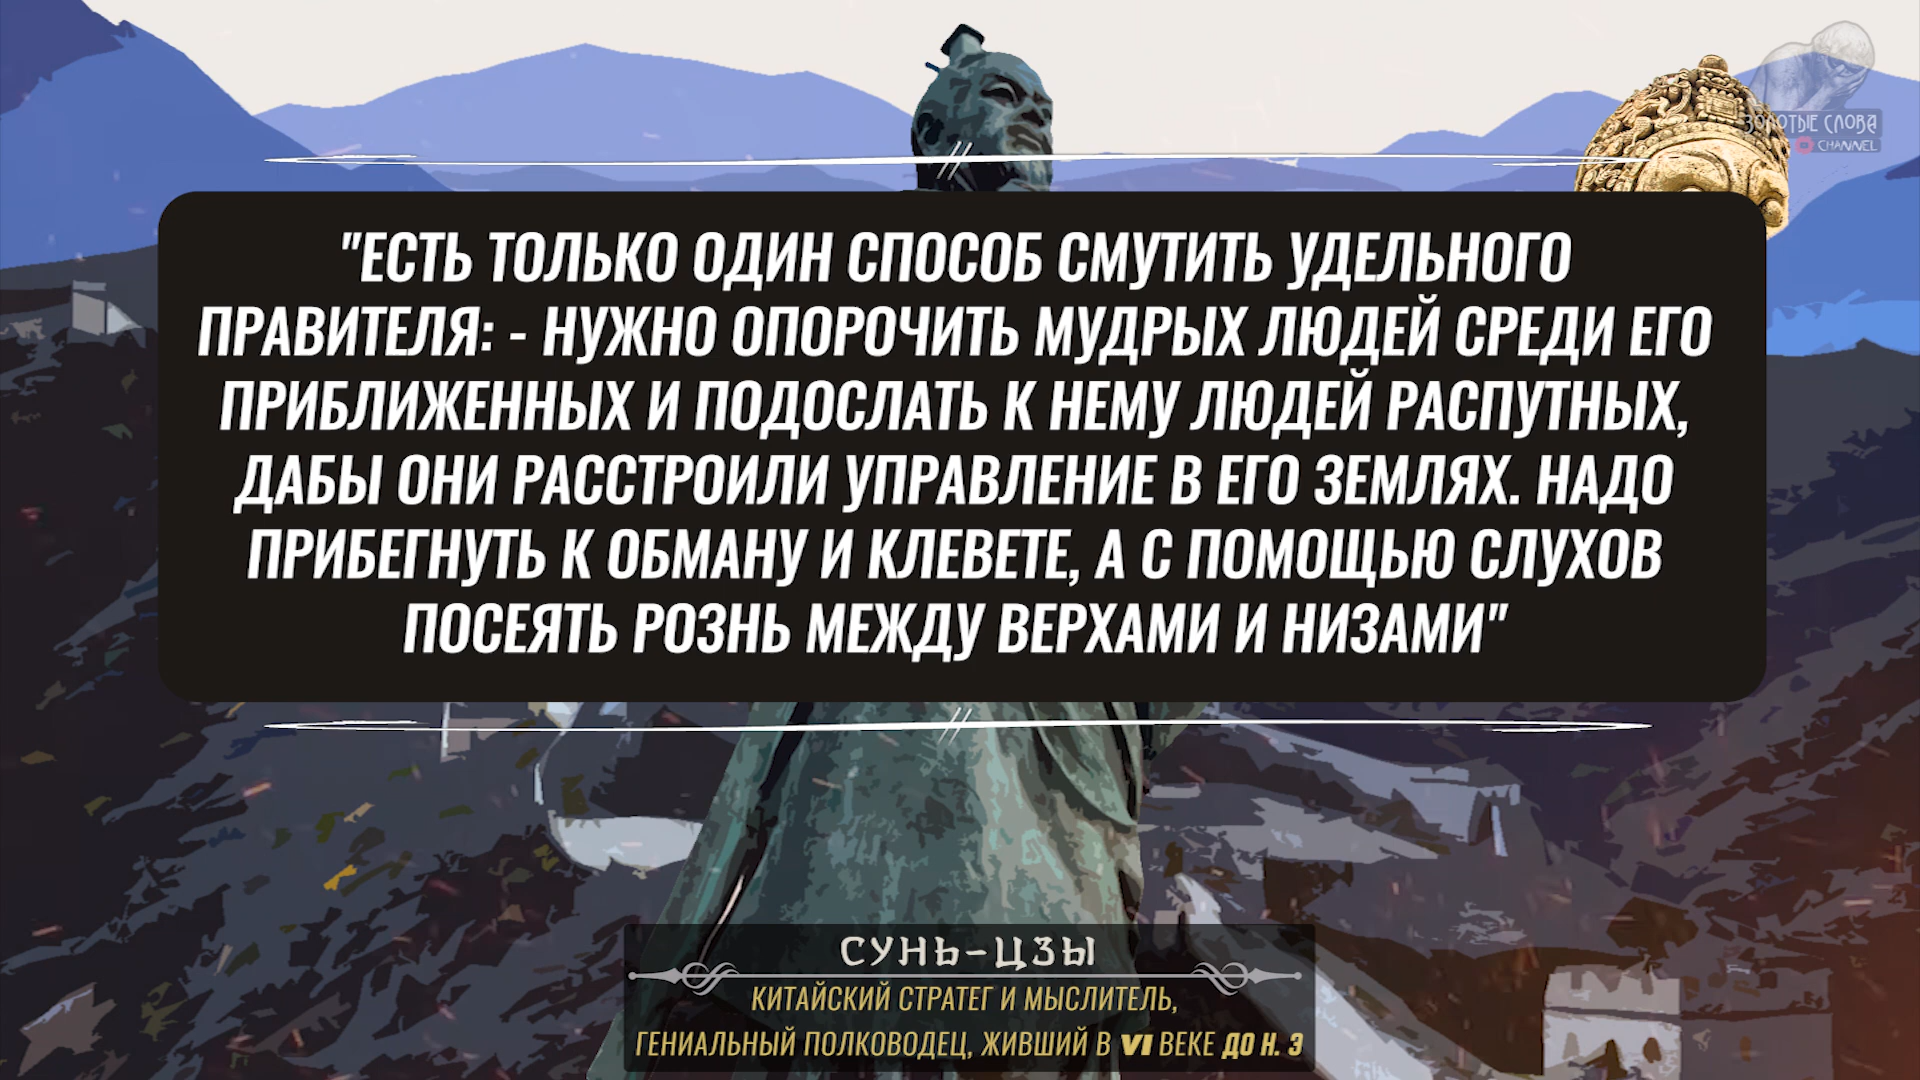 ЗОЛОТЫЕ СЛОВА
CHANNEL
"ЕСТЬ ТОЛЬКО ОДИН СПОСОБ СМУТИТЬ УДЕЛЬНОГО
ПРАВИТЕЛЯ: - НУЖНО ОПОРОЧИТЬ МУДРЫХ ЛЮДЕЙ СРЕДИ ЕГО
ПРИБЛИЖЕННЫХ И ПОДОСЛАТЬ К НЕМУ ЛЮДЕЙ РАСПУТНЫХ,
ДАБЫ ОНИ РАССТРОИЛИ УПРАВЛЕНИЕ В ЕГО ЗЕМЛЯХ. НАДО
ПРИБЕГНУТЬ К ОБМАНУ И КЛЕВЕТЕ, А С ПОМОЩЬЮ СЛУХОВ
ПОСЕЯТЬ РОЗНЬ МЕЖДУ ВЕРХАМИ И НИЗАМИ"
СУНЬ-ЦЗЫ
КИТАЙСКИЙ СТРАТЕГ И МЫСЛИТЕЛЬ,
ГЕНИАЛЬНЫЙ ПОЛКОВОДЕЦ, ЖИВШИЙ В VI ВЕКЕ ДО Н. Э